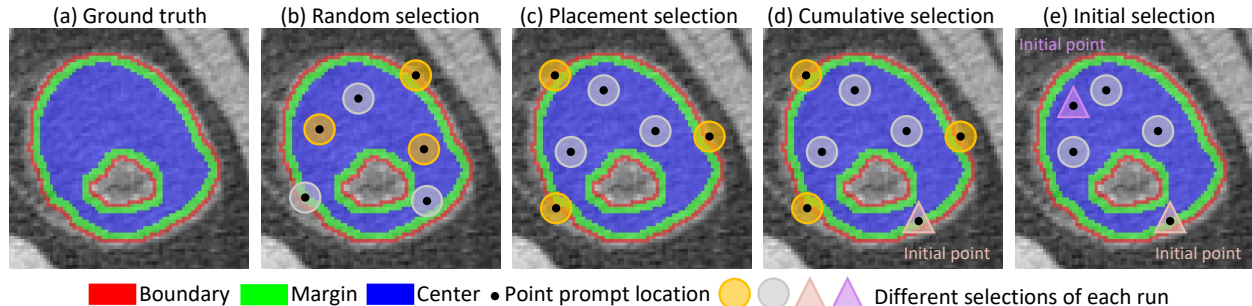 (a) Ground truth
(b) Random selection
(c) Placement selection
(d) Cumulative selection
(e) Initial selection
Initial point
Initial point
Initial point
Boundary
Margin
Center
Point prompt location
Different selections of each run